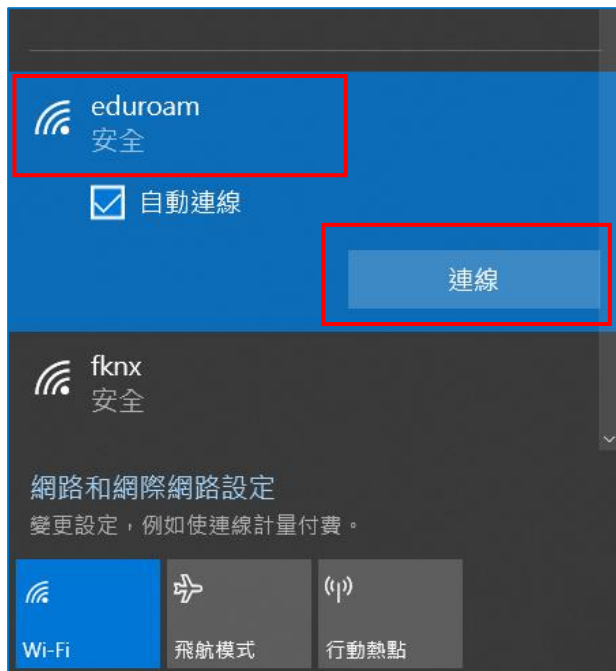 eduroam
安全
自動連線
連線
fknx
安全
網路和網際網路設定
變更設定，例如使連線計量付費。
Wi-Fi
飛航模式
行動熱點